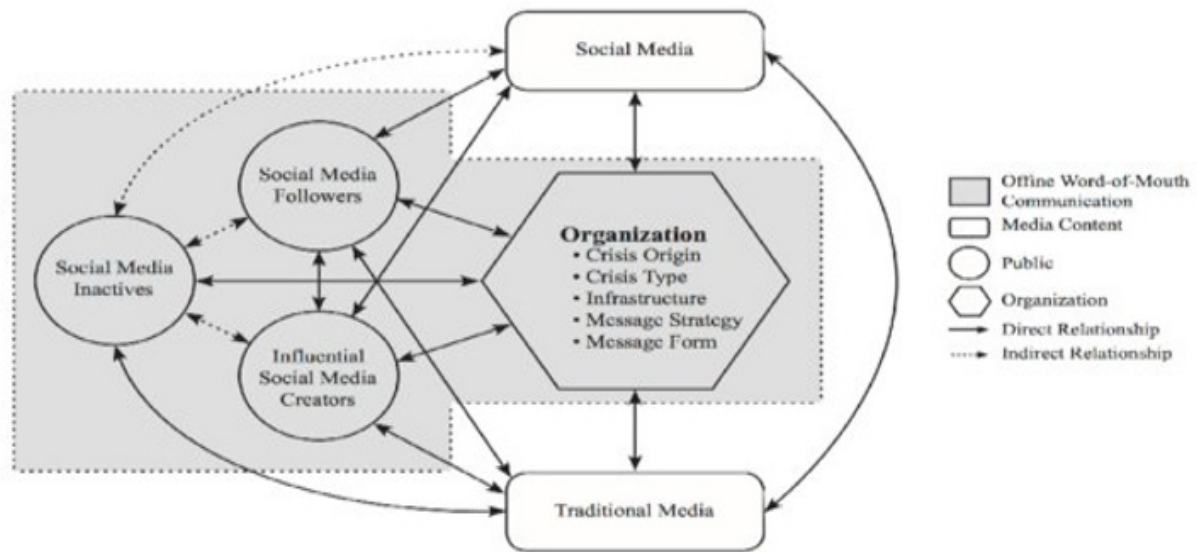 Social Media
Social Media
Followers
Organization
• Crisis Origin
• Crisis Type
• Infrastructure
• Message Strategy
• Message Form
Social Media
Inactives
Influential
Social Media
Creators
Traditional Media
Offine Word-of-Mouth
Communication
Media Content
Public
Organization
Direct Relationship
Indirect Relationship